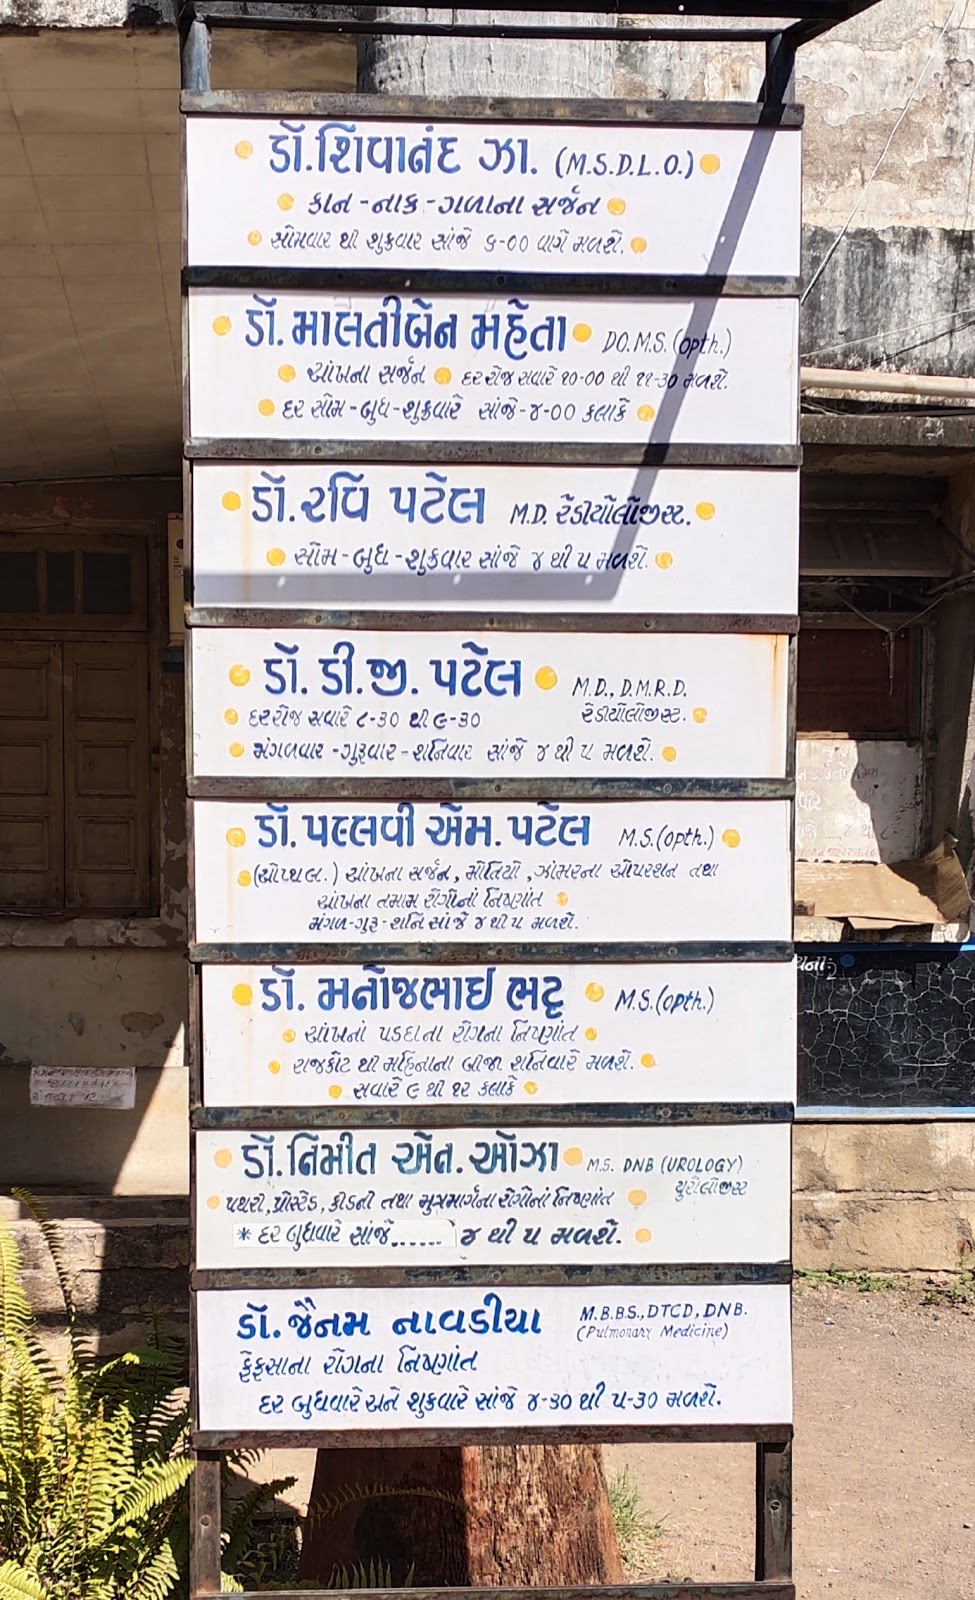 ડૉ.શિવાનંદ ઝા. (M.S.D.L.O.)
કાન-નાક-ગળાના સર્જન
સોમવાર થી શુક્રવાર સાંજે ૬-૦૦ વાગે મળશે.
ડૉ. માલતીબેન મહેતા DO.M.S.(opth.)
આંખના સર્જન દરરોજ સવારે ૧૦-૦૦ થી ૧૧-૩૦ મળશે.
દર સોમ-બુધ-શુક્રવારે સાંજે-૪-૦૦ કલાકે
ડૉ.રવિ પટેલ M.D. રેડીયોલોજીસ્ટ.
સોમ-બુધ-શુક્રવાર સાંજે ૪ થી ૫ મળશે.
ડૉ. ડી.જી. પટેલ M.D., D.M.R.D.
રેડીયોલોજીસ્ટ.
દરરોજ સવારે ૮-૩૦ થી ૯-૩૦
મંગળવાર-ગુરૂવાર-શનિવાર સાંજે ૪ થી ૫ મળશે.
ડૉ.પલ્લવી એમ. પટેલ M.S.(opth.)
(ઓપ્થલ.) આંખના સર્જન, મોતિયો, ઝામરના ઓપરશન તથા
આંખના તમામ રોગોનાં નિષ્ણાંત
મંગળ-ગુરૂ-શનિ સાંજે ૪ થી ૫ મળશે.
ડૉ. મનોજભાઈ ભટ્ટ M.S.(opth.)
આંખનાં પડદાના રોગના નિષ્ણાંત
રાજકોટ થી મહિનાના બીજા શનિવારે મળશે.
સવારે ૯ થી ૧૨ કલાકે
ડૉ.નિમીત એન. ઓઝા M.S. DNB (UROLOGY)
યુરોલોજીસ્ટ
પથરી, પ્રોસ્ટેડ, કીડની તથા મુત્રમાર્ગના રોગોનાં નિષ્ણાંત
* દર બુધવારે સાંજે...... ૪ થી ૫ મળશે.
ડૉ.જૈનમ નાવડીયા M.B.B.S.,DTCD,DNB.
(Pulmonary Medicine)
ફેફસાના રોગના નિષ્ણાંત
દર બુધવારે અને શુક્રવારે સાંજે ૪-૩૦ થી ૫-૩૦ મળશે.